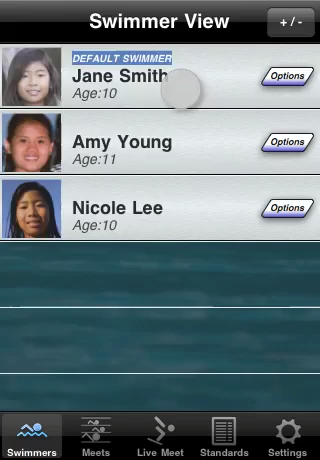 Swimmer View
+ / -
DEFAULT SWIMMER
Jane Smith
Age:10
Options
Amy Young
Age:11
Options
Nicole Lee
Age:10
Options
Swimmers
Meets
Live Meet
Standards
Settings